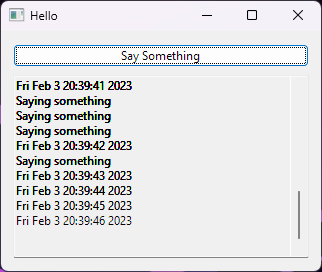 Hello
Say Something
Fri Feb 3 20:39:41 2023
Saying something
Saying something
Saying something
Fri Feb 3 20:39:42 2023
Saying something
Fri Feb 3 20:39:43 2023
Fri Feb 3 20:39:44 2023
Fri Feb 3 20:39:45 2023
Fri Feb 3 20:39:46 2023